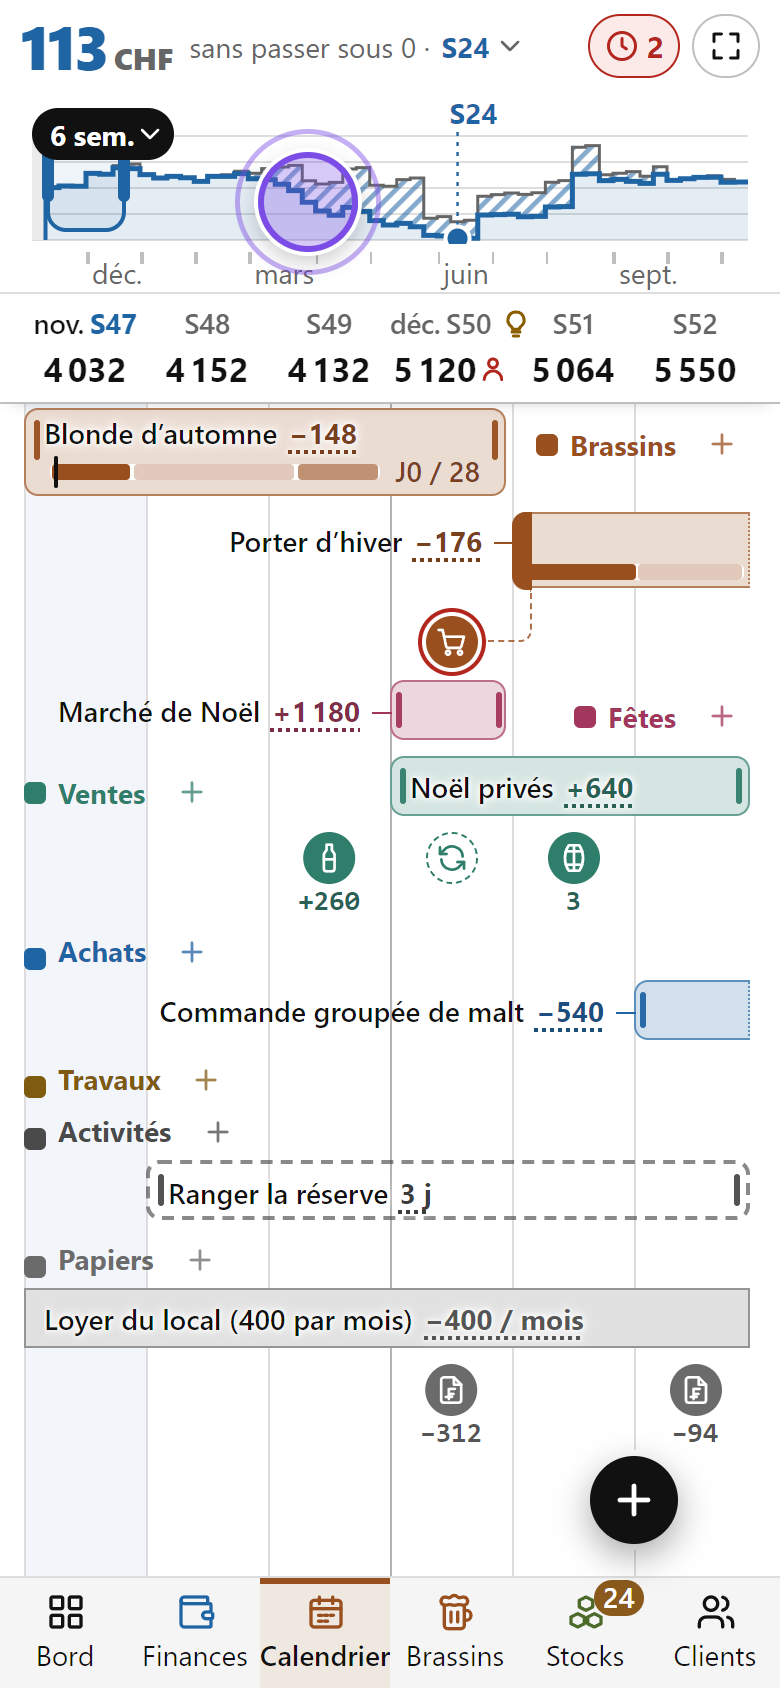 113 CHF sans passer sous 0 · S24
2
S24
6 sem.
déc. mars juin sept.
nov. S47 S48 S49 déc. S50 S51 S52
4 032 4 152 4 132 5 120 5 064 5 550
Blonde d’automne −148
J0 / 28
Brassins +
Porter d’hiver −176
Marché de Noël +1 180
Fêtes +
Noël privés +640
Ventes +
+260 3
Achats +
Commande groupée de malt −540
Travaux +
Activités +
Ranger la réserve 3 j
Papiers +
Loyer du local (400 par mois) −400 / mois
−312 −94
+
24
Bord Finances Calendrier Brassins Stocks Clients